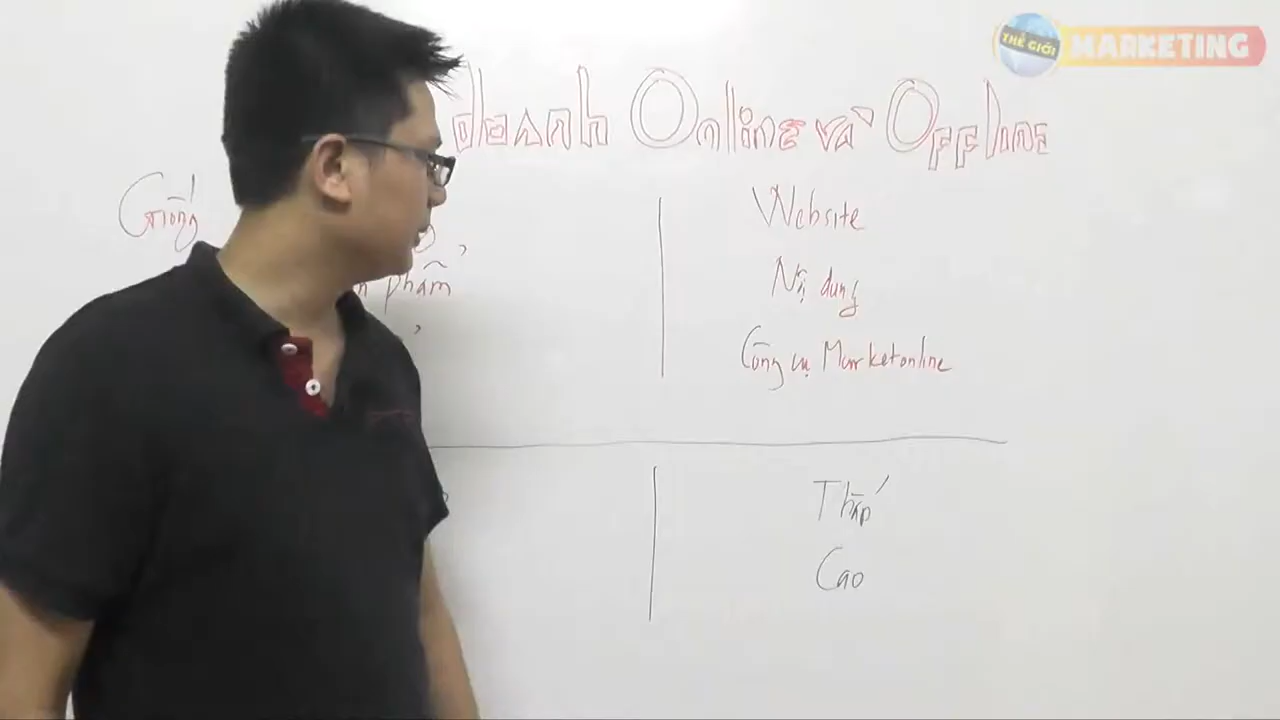 THẾ GIỚI MARKETING
doanh Online và Offline
Giống
Website
phẩm
Nội dung
Công cụ Marketonline
Thấp
Cao